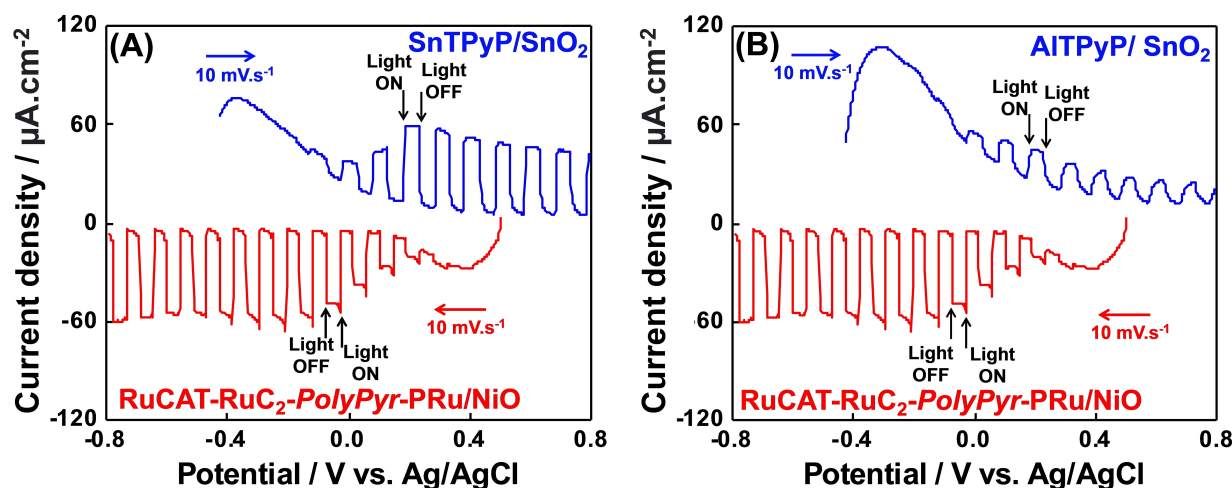 (A)
SnTPyP/SnO₂
10 mV.s⁻¹
Light
ON
Light
OFF
Current density / µA.cm⁻²
120
60
0
-60
-120
10 mV.s⁻¹
Light
OFF
Light
ON
RuCAT-RuC₂-PolyPyr-PRu/NiO
-0.8
-0.4
0.0
0.4
0.8
Potential / V vs. Ag/AgCl
(B)
AlTPyP/ SnO₂
10 mV.s⁻¹
Light
ON
Light
OFF
Current density / µA.cm⁻²
120
60
0
-60
-120
10 mV.s⁻¹
Light
OFF
Light
ON
RuCAT-RuC₂-PolyPyr-PRu/NiO
-0.8
-0.4
0.0
0.4
0.8
Potential / V vs. Ag/AgCl